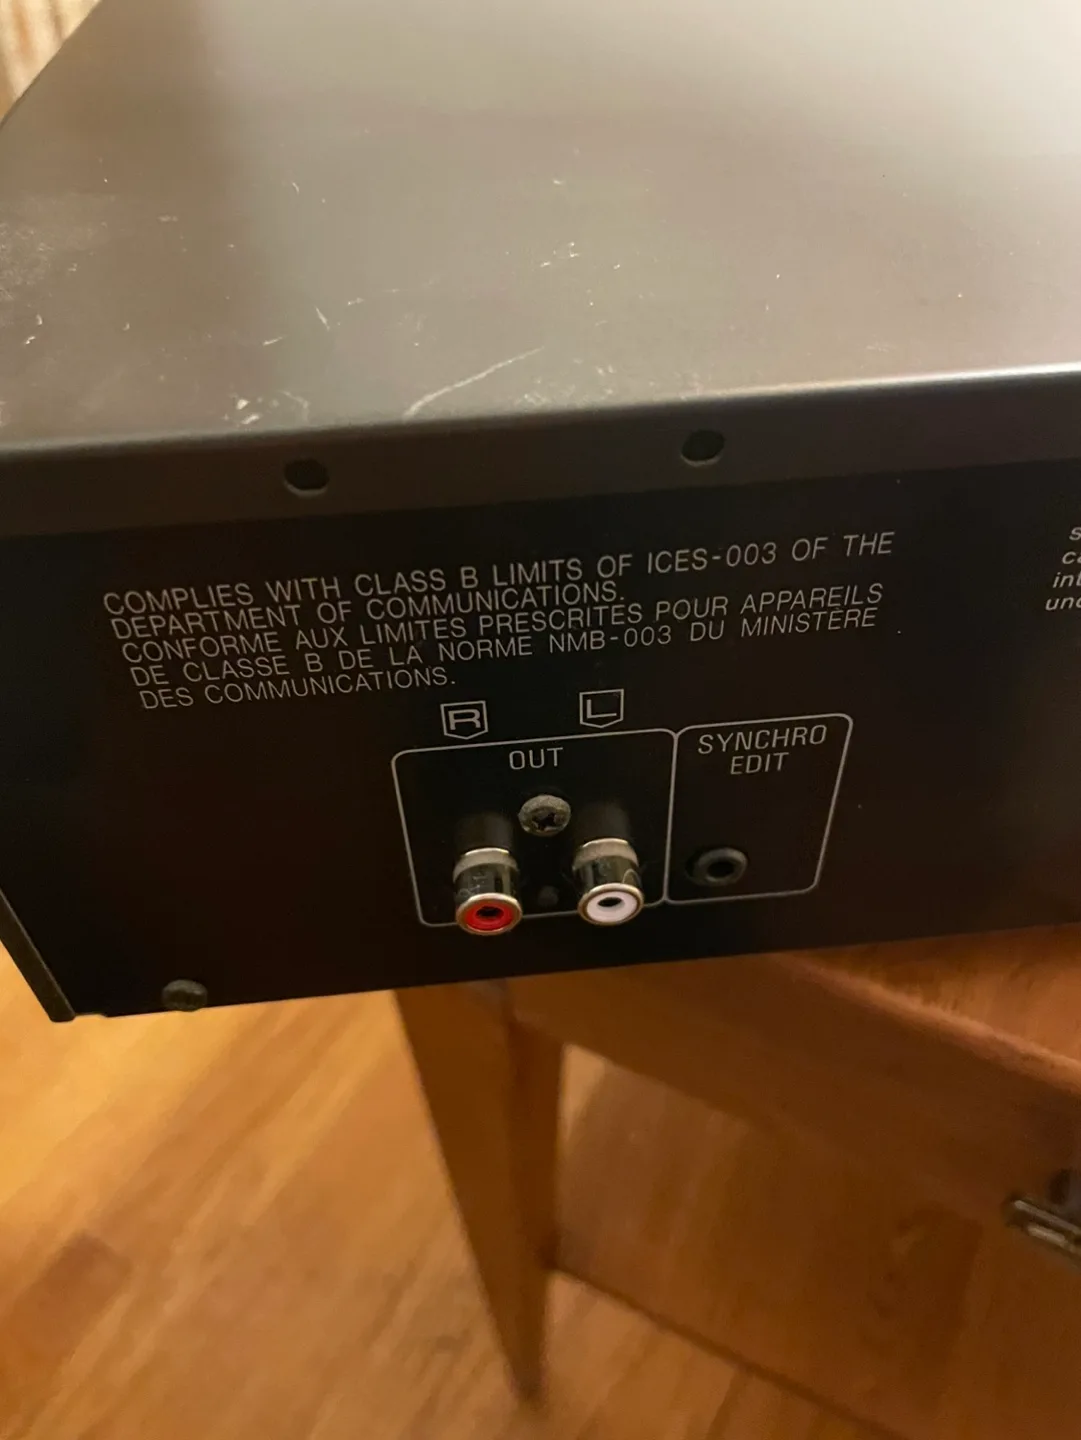 COMPLIES WITH CLASS B LIMITS OF ICES-003 OF THE
DEPARTMENT OF COMMUNICATIONS.
CONFORME AUX LIMITES PRESCRITES POUR APPAREILS
DE CLASSE B DE LA NORME NMB-003 DU MINISTERE
DES COMMUNICATIONS.
R L
OUT
SYNCHRO
EDIT